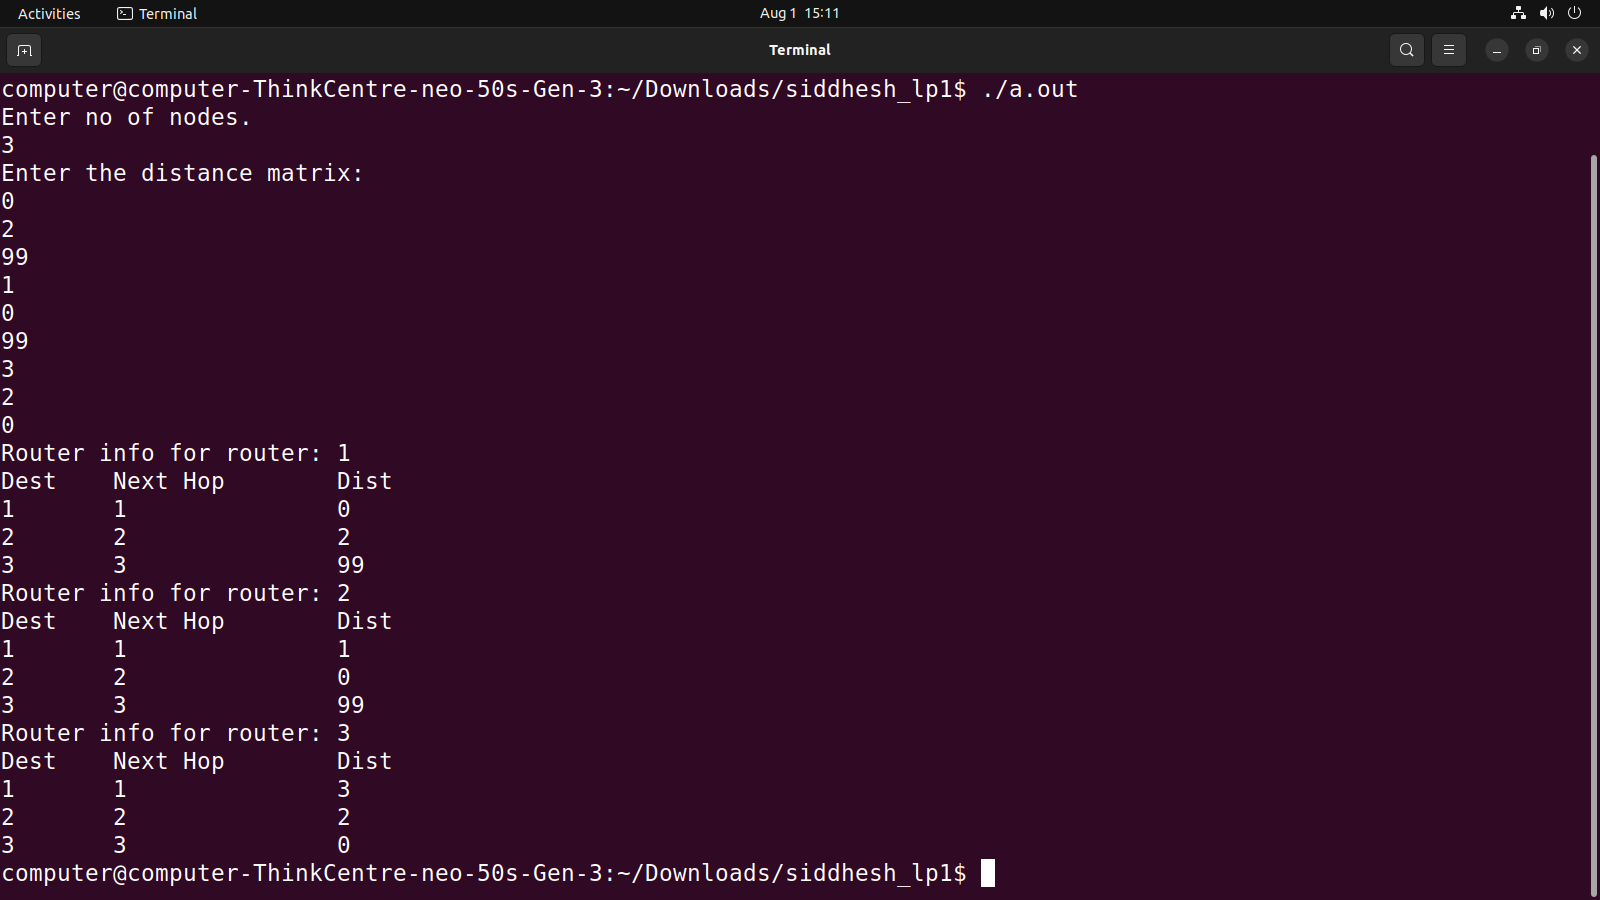 Activities Terminal Aug 1 15:11
Terminal
computer@computer-ThinkCentre-neo-50s-Gen-3:~/Downloads/siddhesh_lp1$ ./a.out
Enter no of nodes.
3
Enter the distance matrix:
0
2
99
1
0
99
3
2
0
Router info for router: 1
Dest Next Hop Dist
1 1 0
2 2 2
3 3 99
Router info for router: 2
Dest Next Hop Dist
1 1 1
2 2 0
3 3 99
Router info for router: 3
Dest Next Hop Dist
1 1 3
2 2 2
3 3 0
computer@computer-ThinkCentre-neo-50s-Gen-3:~/Downloads/siddhesh_lp1$